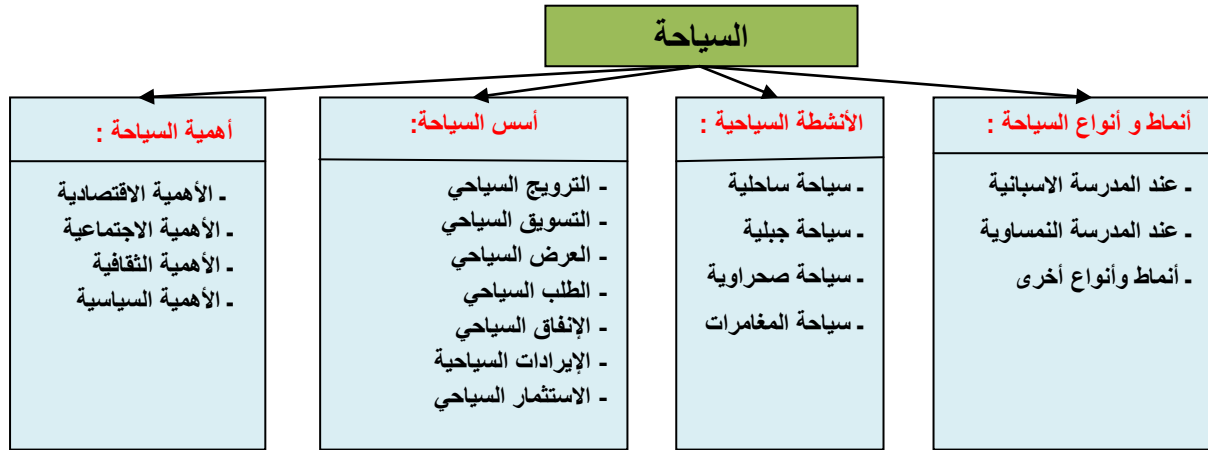 السياحة
أنماط و أنواع السياحة :
ـ عند المدرسة الاسبانية
ـ عند المدرسة النمساوية
ـ أنماط وأنواع أخرى
الأنشطة السياحية :
ـ سياحة ساحلية
ـ سياحة جبلية
ـ سياحة صحراوية
ـ سياحة المغامرات
أسس السياحة:
- الترويج السياحي
- التسويق السياحي
- العرض السياحي
- الطلب السياحي
- الإنفاق السياحي
- الإيرادات السياحية
- الاستثمار السياحي
أهمية السياحة :
ـ الأهمية الاقتصادية
ـ الأهمية الاجتماعية
ـ الأهمية الثقافية
ـ الأهمية السياسية